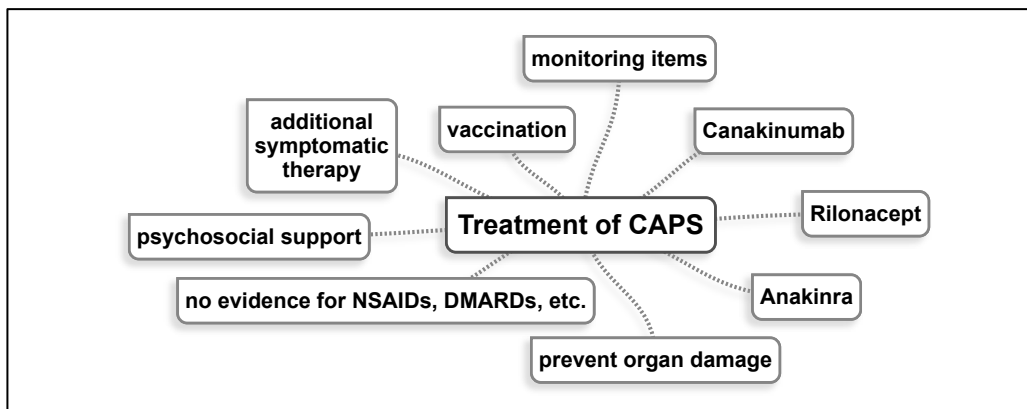 monitoring items
additional
symptomatic
therapy
vaccination
Canakinumab
Treatment of CAPS
Rilonacept
psychosocial support
no evidence for NSAIDs, DMARDs, etc.
Anakinra
prevent organ damage